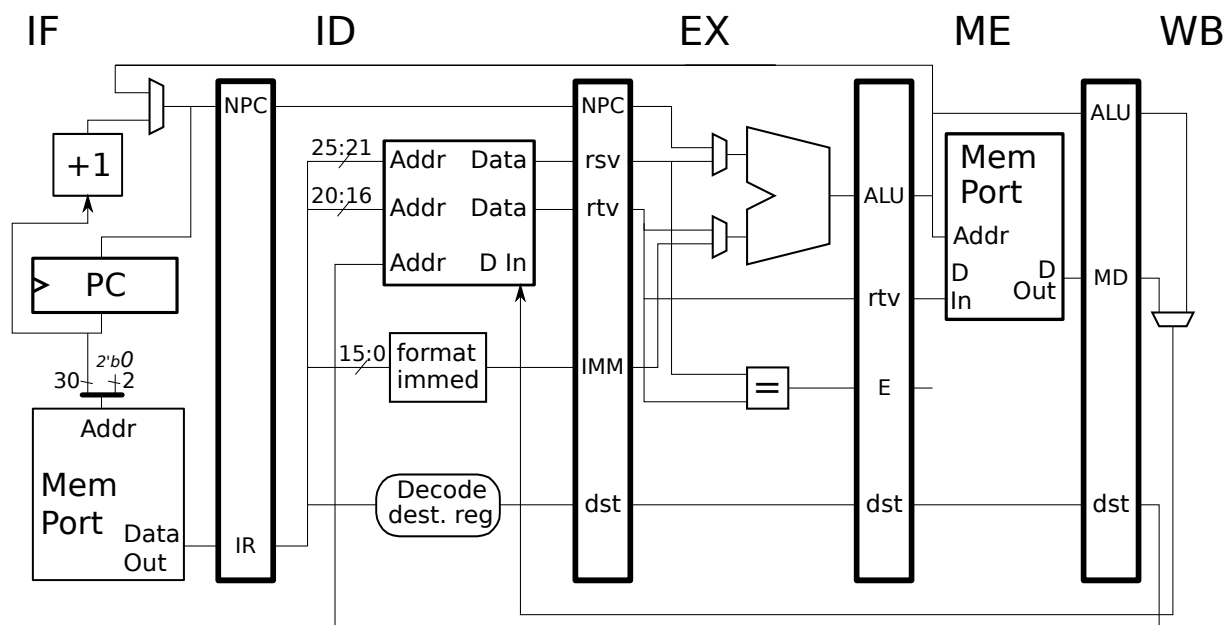 IF
ID
EX
ME
WB
NPC
NPC
ALU
+1
25:21
Addr
Data
rsv
Mem
Port
20:16
Addr
Data
rtv
ALU
Addr
Addr
D In
PC
D
In
D
Out
MD
rtv
2'b0
30
2
15:0
format
immed
IMM
=
E
Addr
Mem
Port
Data
Out
IR
Decode
dest. reg
dst
dst
dst